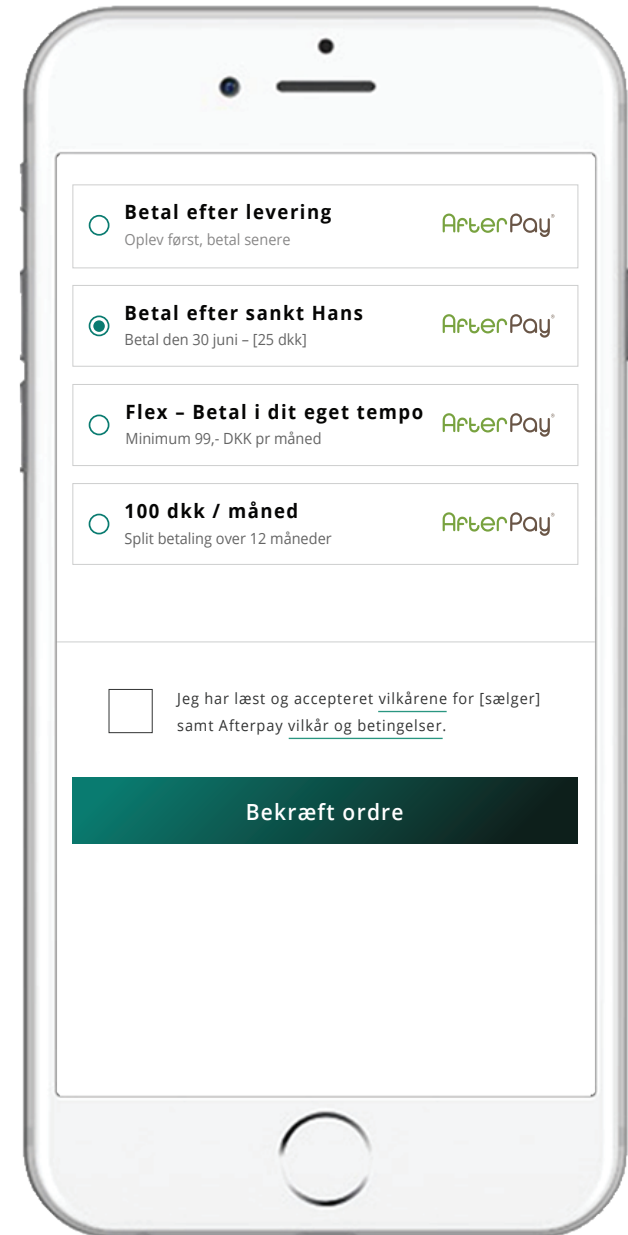 Betal efter levering
Oplev først, betal senere
AfterPay®
Betal efter sankt Hans
Betal den 30 juni – [25 dkk]
AfterPay®
Flex – Betal i dit eget tempo
Minimum 99,- DKK pr måned
AfterPay®
100 dkk / måned
Split betaling over 12 måneder
AfterPay®
Jeg har læst og accepteret vilkårene for [sælger]
samt Afterpay vilkår og betingelser.
Bekræft ordre